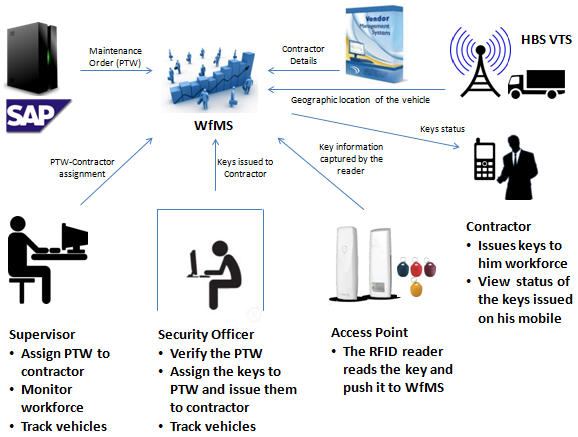 Maintenance
Order (PTW)
SAP
WfMS
Contractor
Details
Vendor
Management
System
HBS VTS
Geographic location of the vehicle
Keys status
PTW-Contractor
assignment
Keys issued to
Contractor
Key information
captured by the
reader
Supervisor
• Assign PTW to
contractor
• Monitor
workforce
• Track vehicles
Security Officer
• Verify the PTW
• Assign the keys to
PTW and issue them
to contractor
• Track vehicles
Access Point
• The RFID reader
reads the key and
push it to WfMS
Contractor
• Issues keys to
him workforce
• View status of
the keys issued
on his mobile